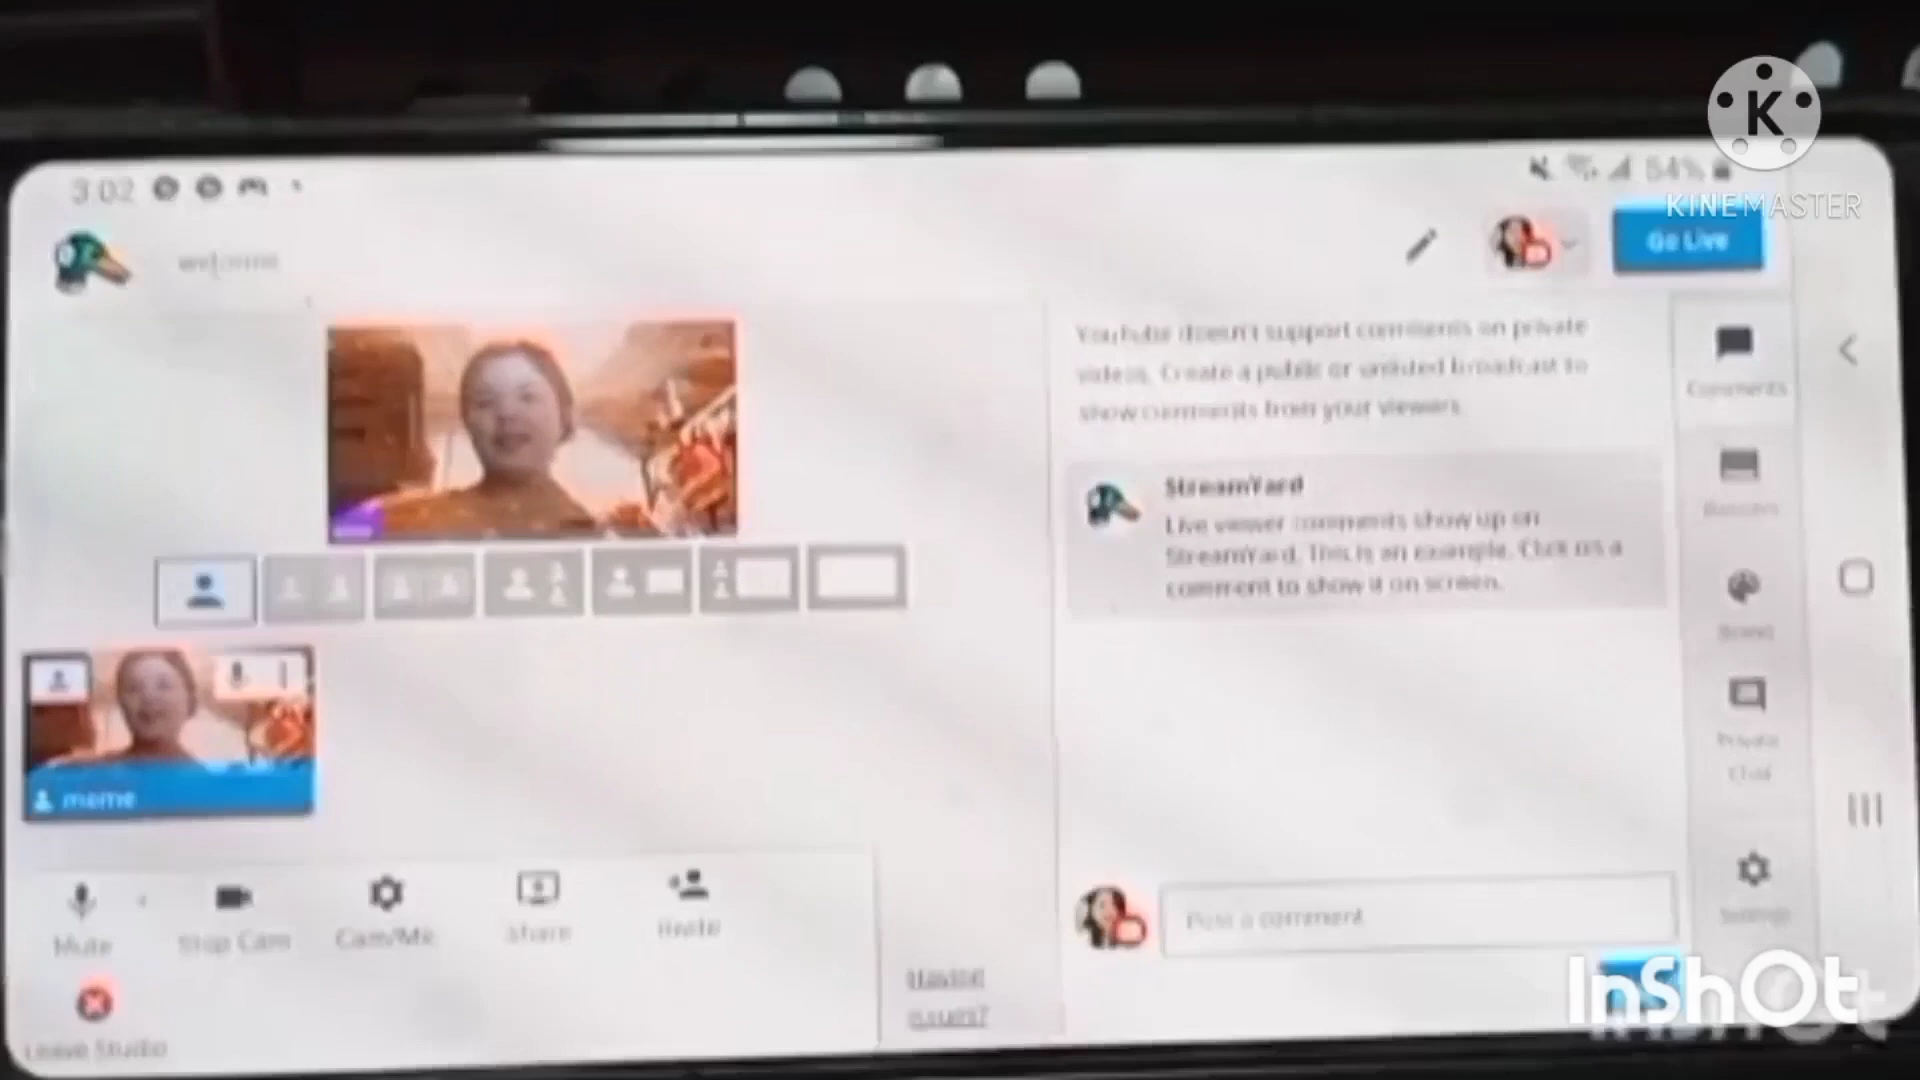 3:02
54%
KINEMASTER
K
welcome
Go Live
YouTube doesn't support comments on private
videos. Create a public or unlisted broadcast to
show comments from your viewers.
Comments
StreamYard
Live viewer comments show up on
StreamYard. This is an example. Click on a
comment to show it on screen.
Banners
Brand
Private
Chat
meme
Mute
Stop Cam
Cam/Mic
Share
Invite
Post a comment
Settings
Having
issues?
Leave Studio
InShOt